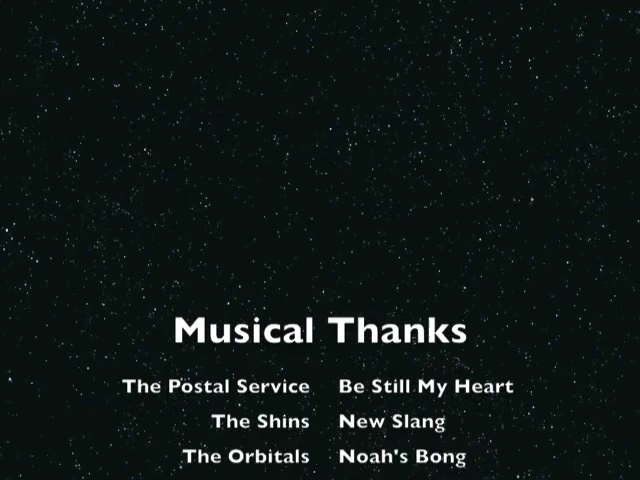 Musical Thanks
The Postal Service Be Still My Heart
The Shins New Slang
The Orbitals Noah's Bong